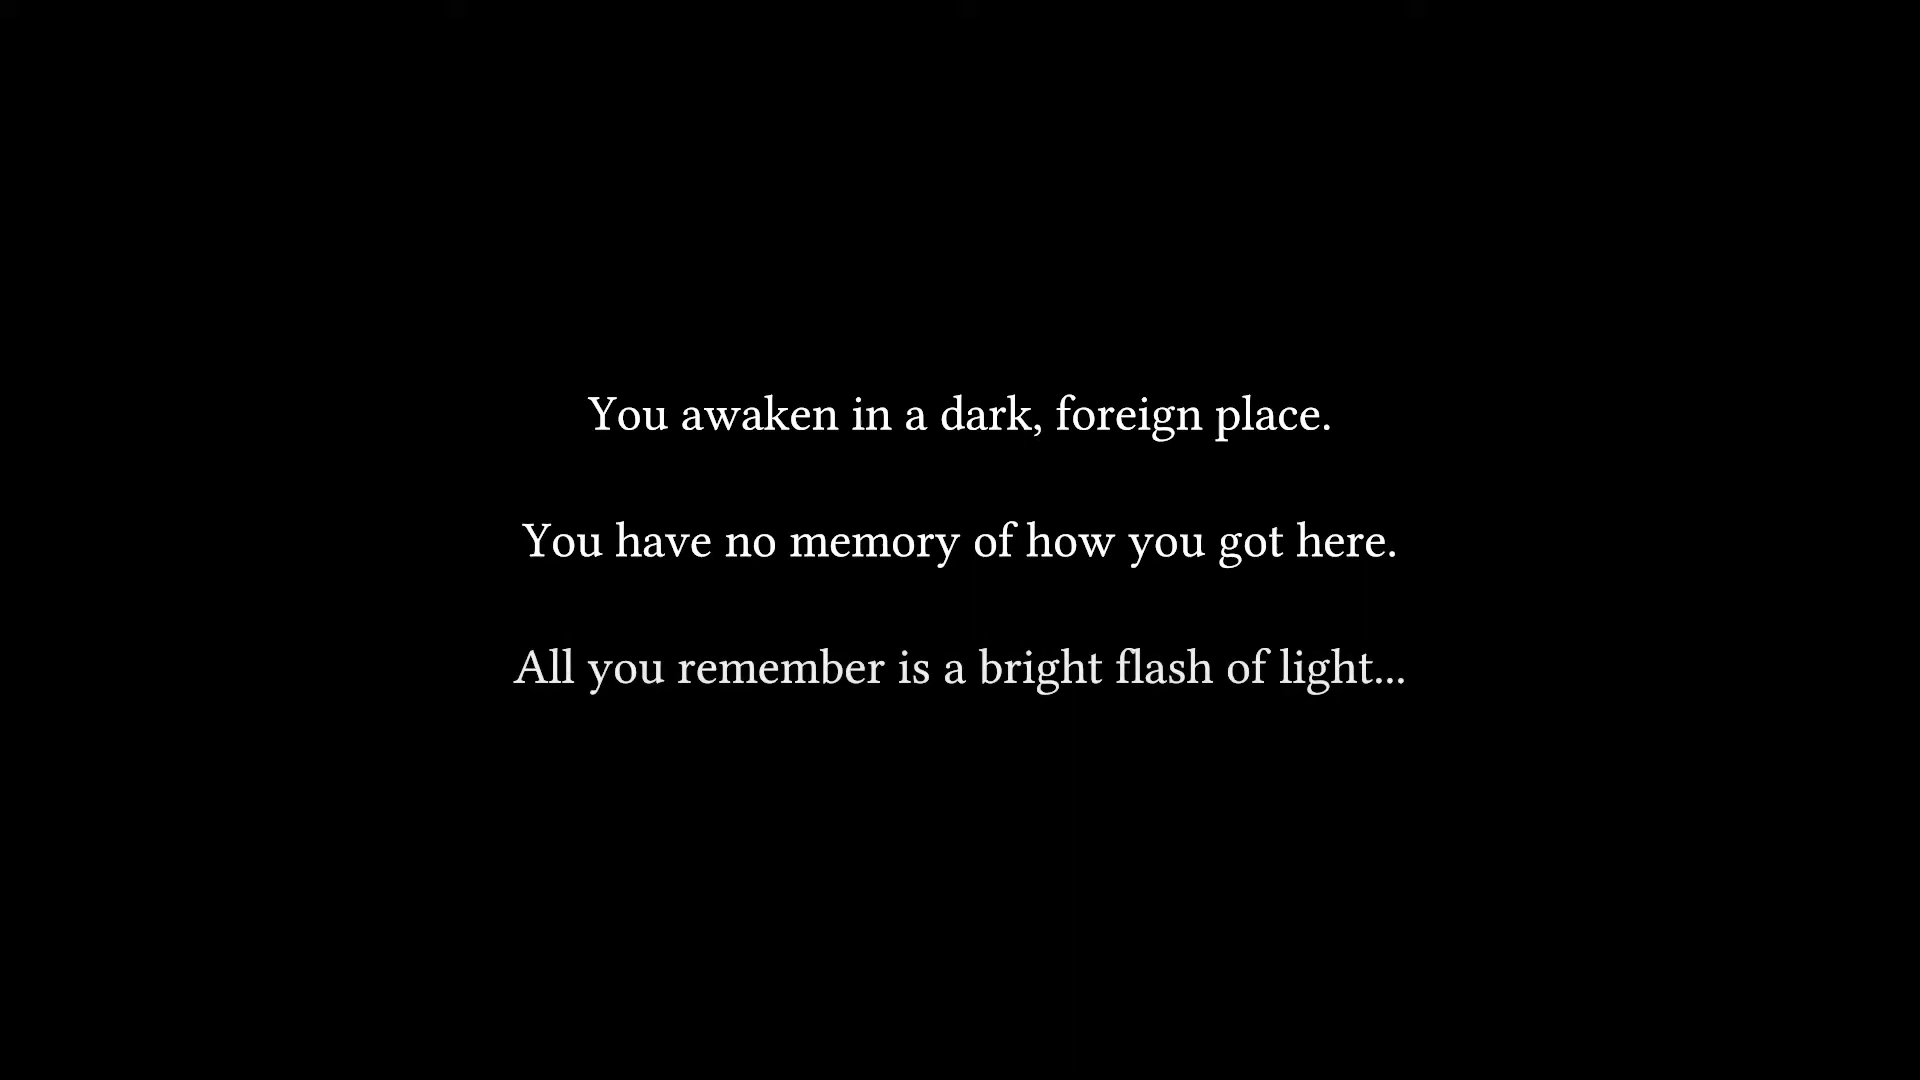 You awaken in a dark, foreign place.
You have no memory of how you got here.
All you remember is a bright flash of light...